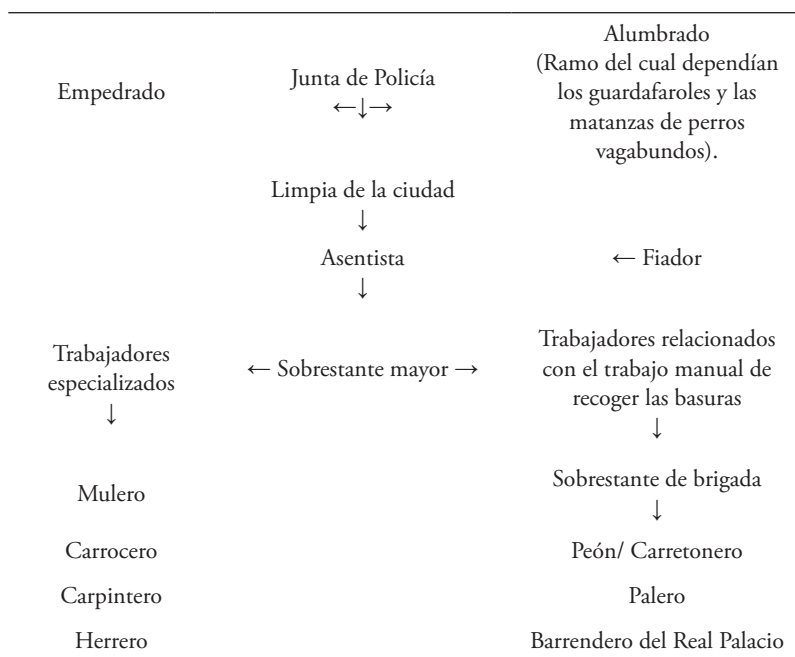 Empedrado
Junta de Policía
←↓→
Alumbrado
(Ramo del cual dependían
los guardafaroles y las
matanzas de perros
vagabundos).
Limpia de la ciudad
↓
Asentista
↓
← Fiador
Trabajadores
especializados
↓
← Sobrestante mayor →
Trabajadores relacionados
con el trabajo manual de
recoger las basuras
↓
Mulero
Sobrestante de brigada
↓
Carrocero
Peón/ Carretonero
Carpintero
Palero
Herrero
Barrendero del Real Palacio